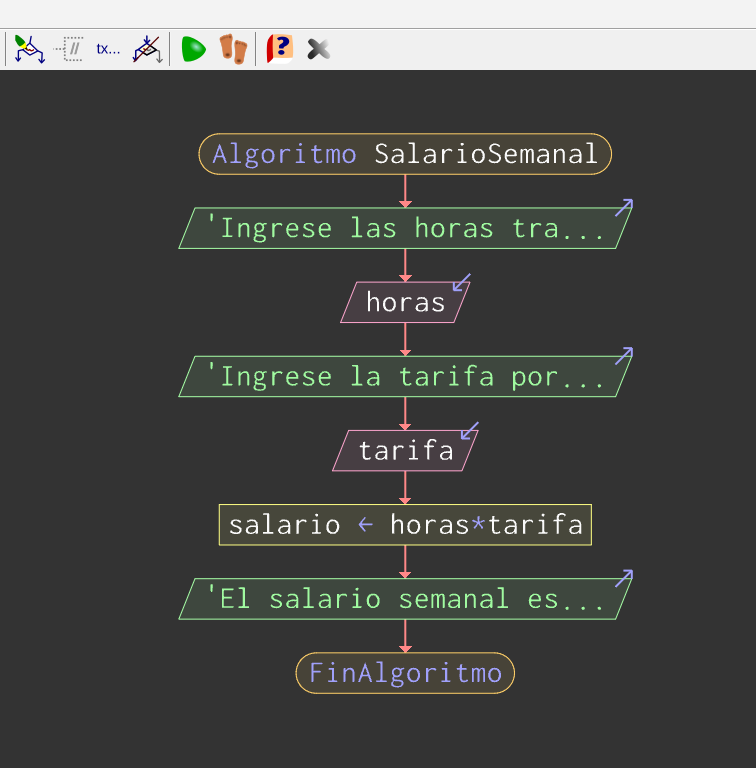 //
tx...
?
Algoritmo SalarioSemanal
'Ingrese las horas tra...
horas
'Ingrese la tarifa por...
tarifa
salario ← horas*tarifa
'El salario semanal es...
FinAlgoritmo